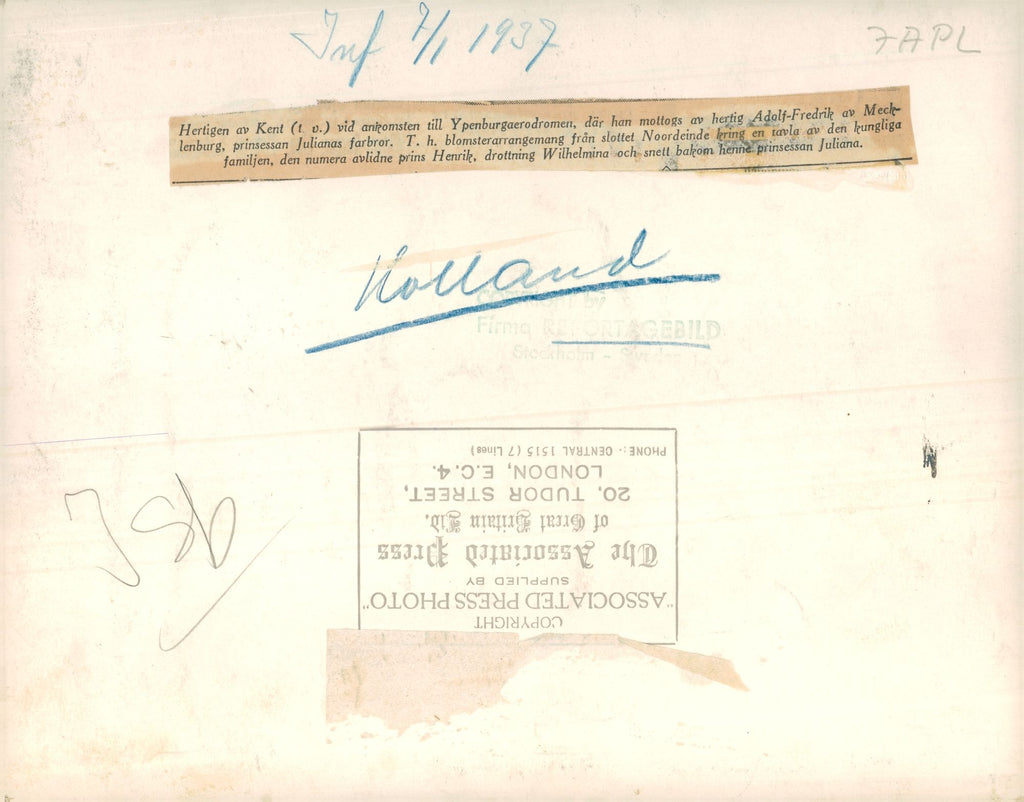 Inf 7/1 1937
7APL
Hertigen av Kent (t. v.) vid ankomsten till Ypenburgaerodromen, där han mottogs av hertig Adolf-Fredrik av Meck-
lenburg, prinsessan Julianas farbror. T. h. blomsterarrangemang från slottet Noordeinde kring en tavla av den kungliga
familjen, den numera avlidne prins Henrik, drottning Wilhelmina och snett bakom henne prinsessan Juliana.
Holland
COPYRIGHT by
Firma REPORTAGEBILD
Stockholm - Sweden
COPYRIGHT
"ASSOCIATED PRESS PHOTO"
SUPPLIED BY
The Associated Press
of Great Britain Ltd.
20, TUDOR STREET,
LONDON, E.C.4.
PHONE:- CENTRAL 1515 (7 Lines)